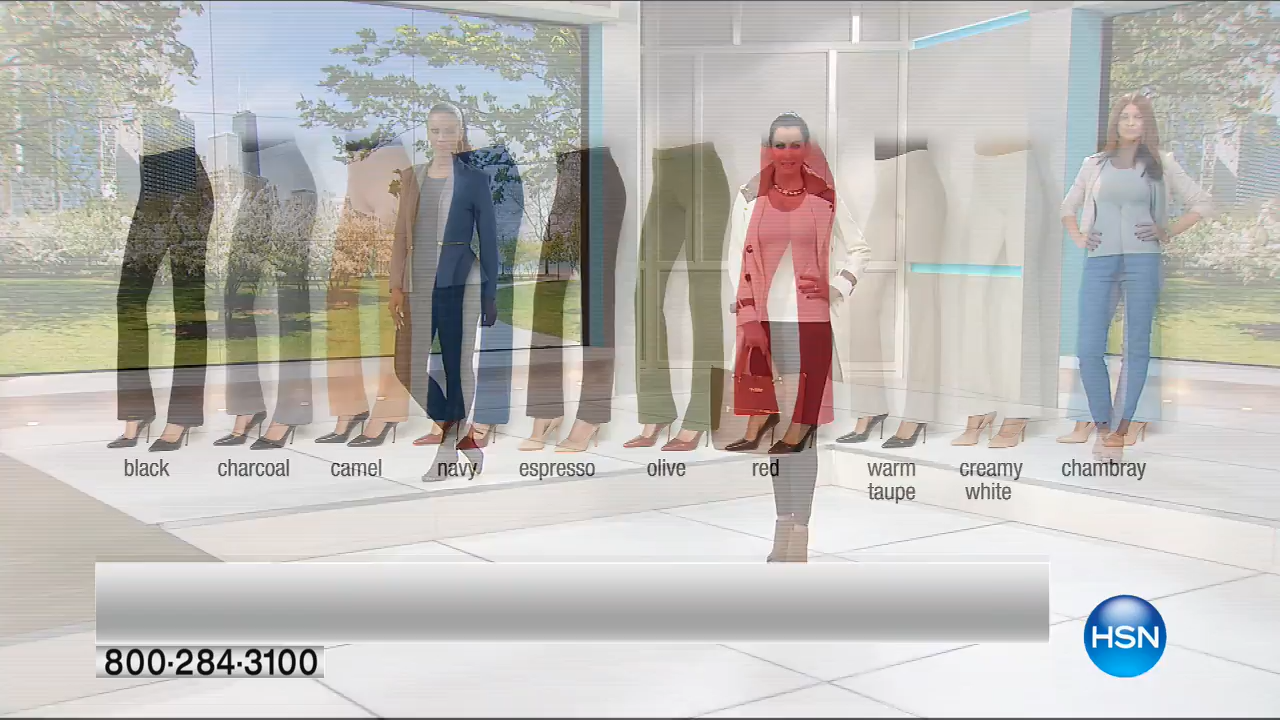 black charcoal camel navy espresso olive red warm taupe creamy white chambray
800-284-3100
HSN